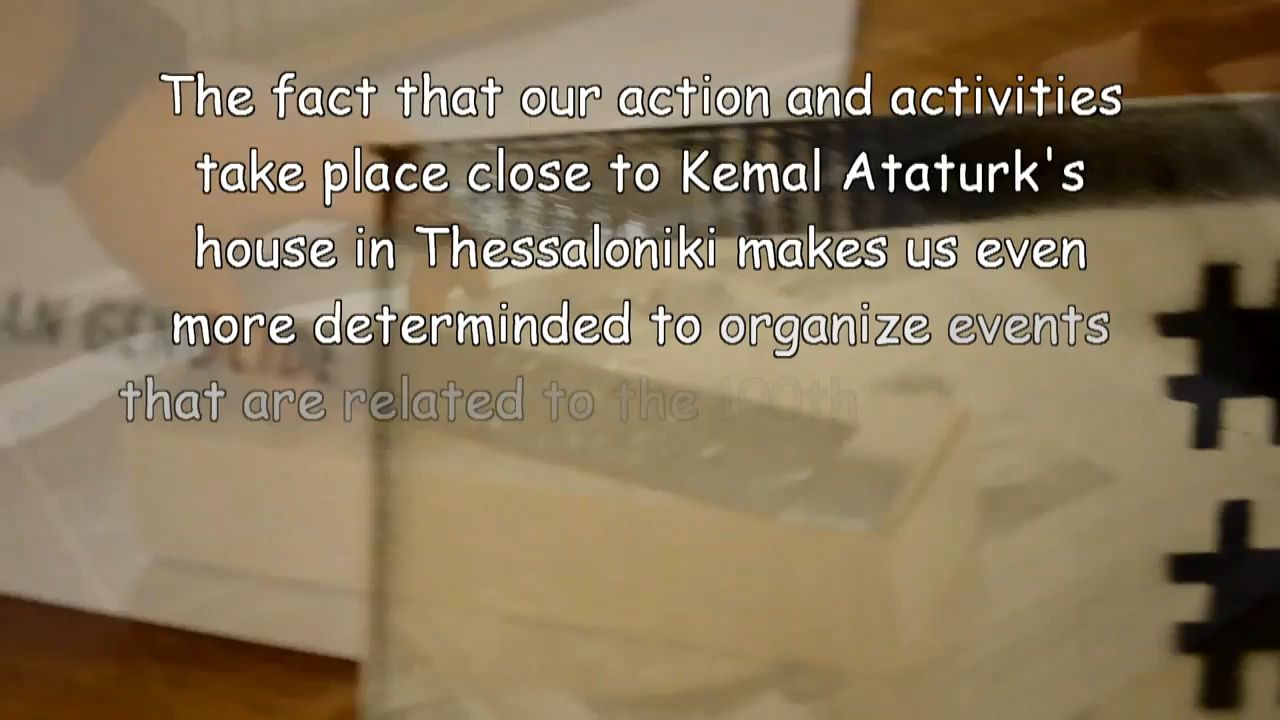 The fact that our action and activities
take place close to Kemal Ataturk's
house in Thessaloniki makes us even
more determinded to organize events
that are related to the 100th